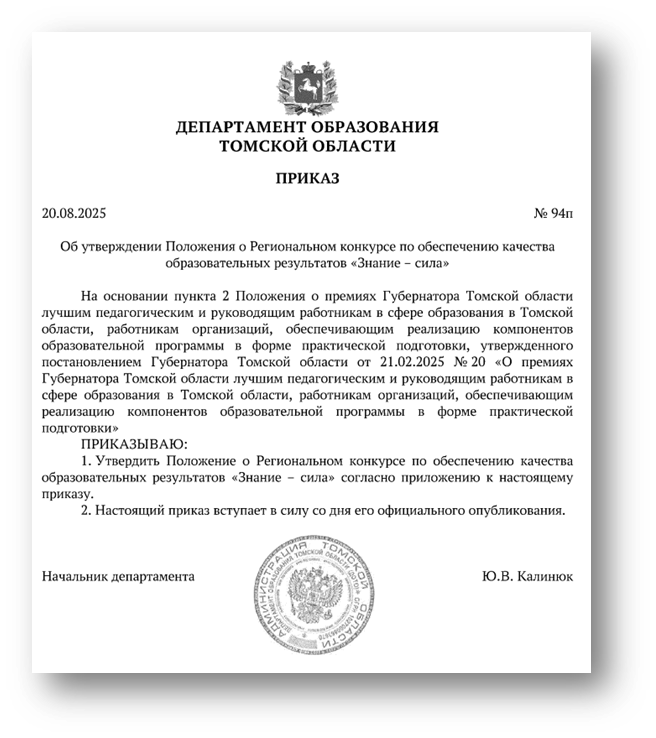 ДЕПАРТАМЕНТ ОБРАЗОВАНИЯ
ТОМСКОЙ ОБЛАСТИ
ПРИКАЗ
20.08.2025 № 94п
Об утверждении Положения о Региональном конкурсе по обеспечению качества
образовательных результатов «Знание – сила»
На основании пункта 2 Положения о премиях Губернатора Томской области
лучшим педагогическим и руководящим работникам в сфере образования в Томской
области, работникам организаций, обеспечивающим реализацию компонентов
образовательной программы в форме практической подготовки, утвержденного
постановлением Губернатора Томской области от 21.02.2025 № 20 «О премиях
Губернатора Томской области лучшим педагогическим и руководящим работникам в
сфере образования в Томской области, работникам организаций, обеспечивающим
реализацию компонентов образовательной программы в форме практической
подготовки»
ПРИКАЗЫВАЮ:
1. Утвердить Положение о Региональном конкурсе по обеспечению качества
образовательных результатов «Знание – сила» согласно приложению к настоящему
приказу.
2. Настоящий приказ вступает в силу со дня его официального опубликования.
Начальник департамента Ю.В. Калинюк
АДМИНИСТРАЦИЯ ТОМСКОЙ ОБЛАСТИ